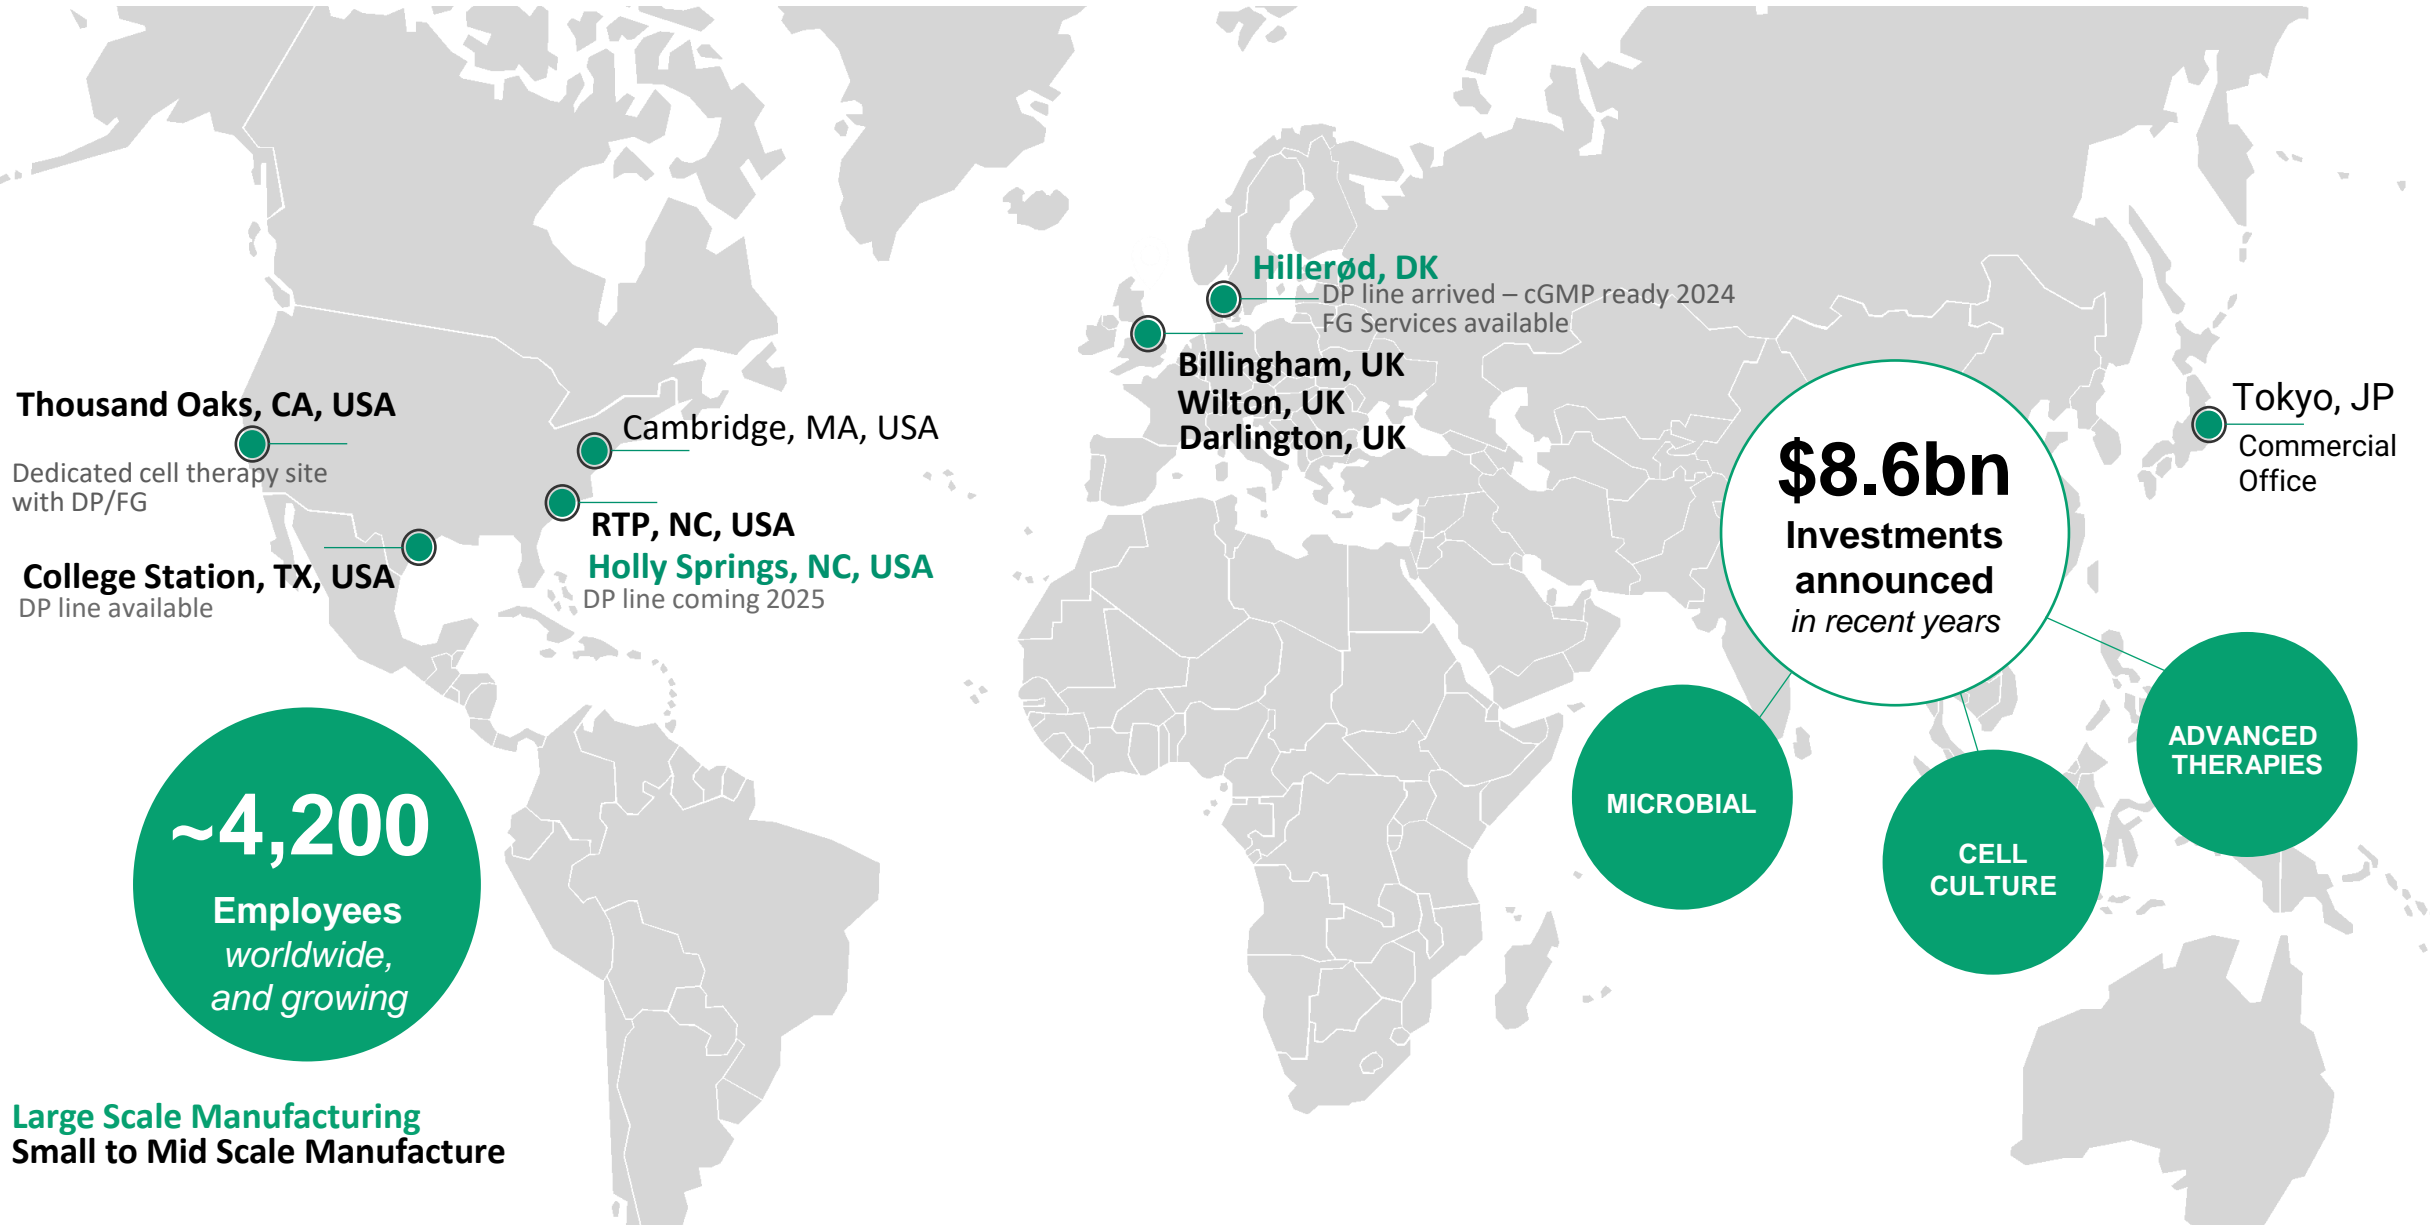 Hillerød, DK
DP line arrived – cGMP ready 2024
FG Services available
Billingham, UK
Wilton, UK
Darlington, UK
Thousand Oaks, CA, USA
Dedicated cell therapy site
with DP/FG
Cambridge, MA, USA
RTP, NC, USA
Holly Springs, NC, USA
DP line coming 2025
College Station, TX, USA
DP line available
Tokyo, JP
Commercial
Office
$8.6bn
Investments
announced
in recent years
MICROBIAL
CELL
CULTURE
ADVANCED
THERAPIES
~4,200
Employees
worldwide,
and growing
Large Scale Manufacturing
Small to Mid Scale Manufacture